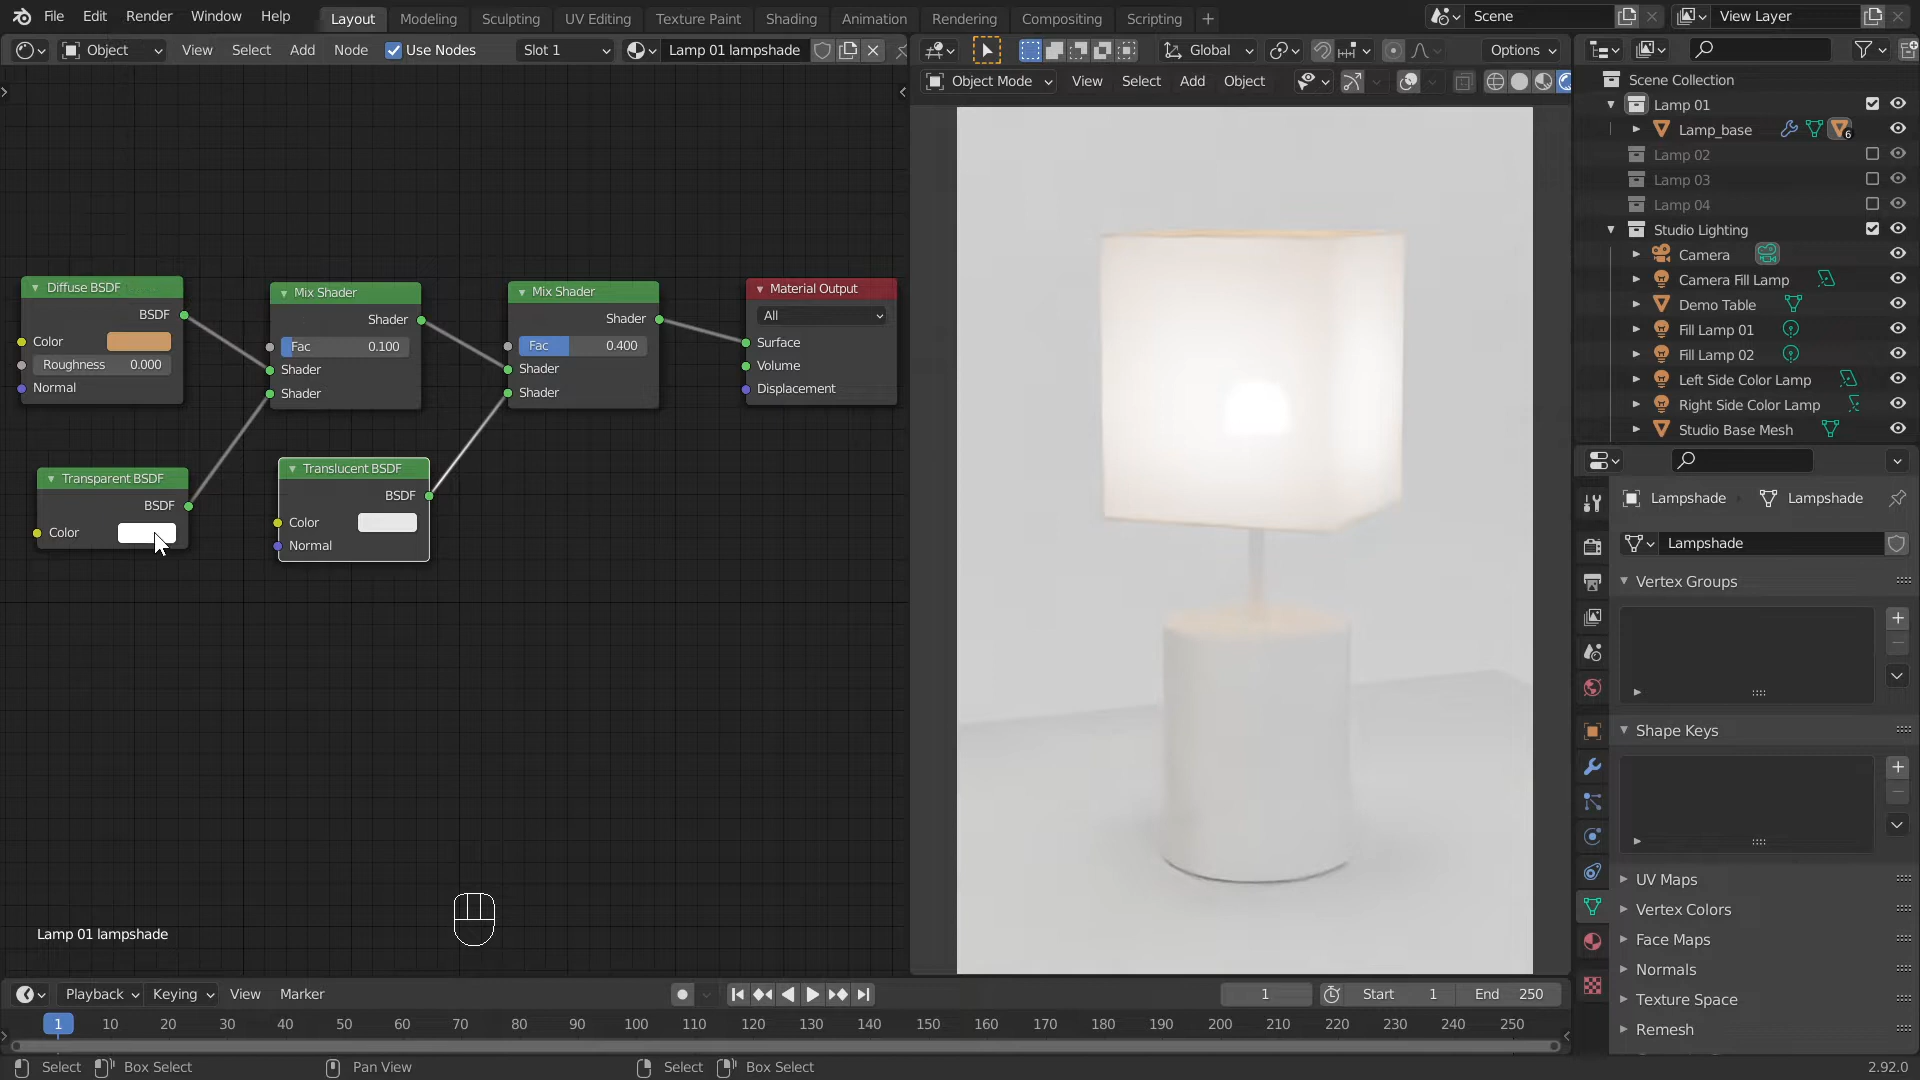 File Edit Render Window Help Layout Modeling Sculpting UV Editing Texture Paint Shading Animation Rendering Compositing Scripting + Scene View Layer
Object View Select Add Node Use Nodes Slot 1 Lamp 01 lampshade Global Options
Object Mode View Select Add Object
Scene Collection
Lamp 01
Lamp_base 6
Lamp 02
Lamp 03
Lamp 04
Studio Lighting
Camera
Camera Fill Lamp
Demo Table
Fill Lamp 01
Fill Lamp 02
Left Side Color Lamp
Right Side Color Lamp
Studio Base Mesh
Diffuse BSDF
BSDF
Color
Roughness 0.000
Normal
Mix Shader
Shader
Fac 0.100
Shader
Shader
Mix Shader
Shader
Fac 0.400
Shader
Shader
Material Output
All
Surface
Volume
Displacement
Transparent BSDF
BSDF
Color
Translucent BSDF
BSDF
Color
Normal
Lampshade Lampshade
Lampshade
Vertex Groups
Shape Keys
UV Maps
Vertex Colors
Face Maps
Normals
Texture Space
Remesh
Lamp 01 lampshade
Playback Keying View Marker 1 Start 1 End 250
1 10 20 30 40 50 60 70 80 90 100 110 120 130 140 150 160 170 180 190 200 210 220 230 240 250
Select Box Select Pan View Select Box Select 2.92.0